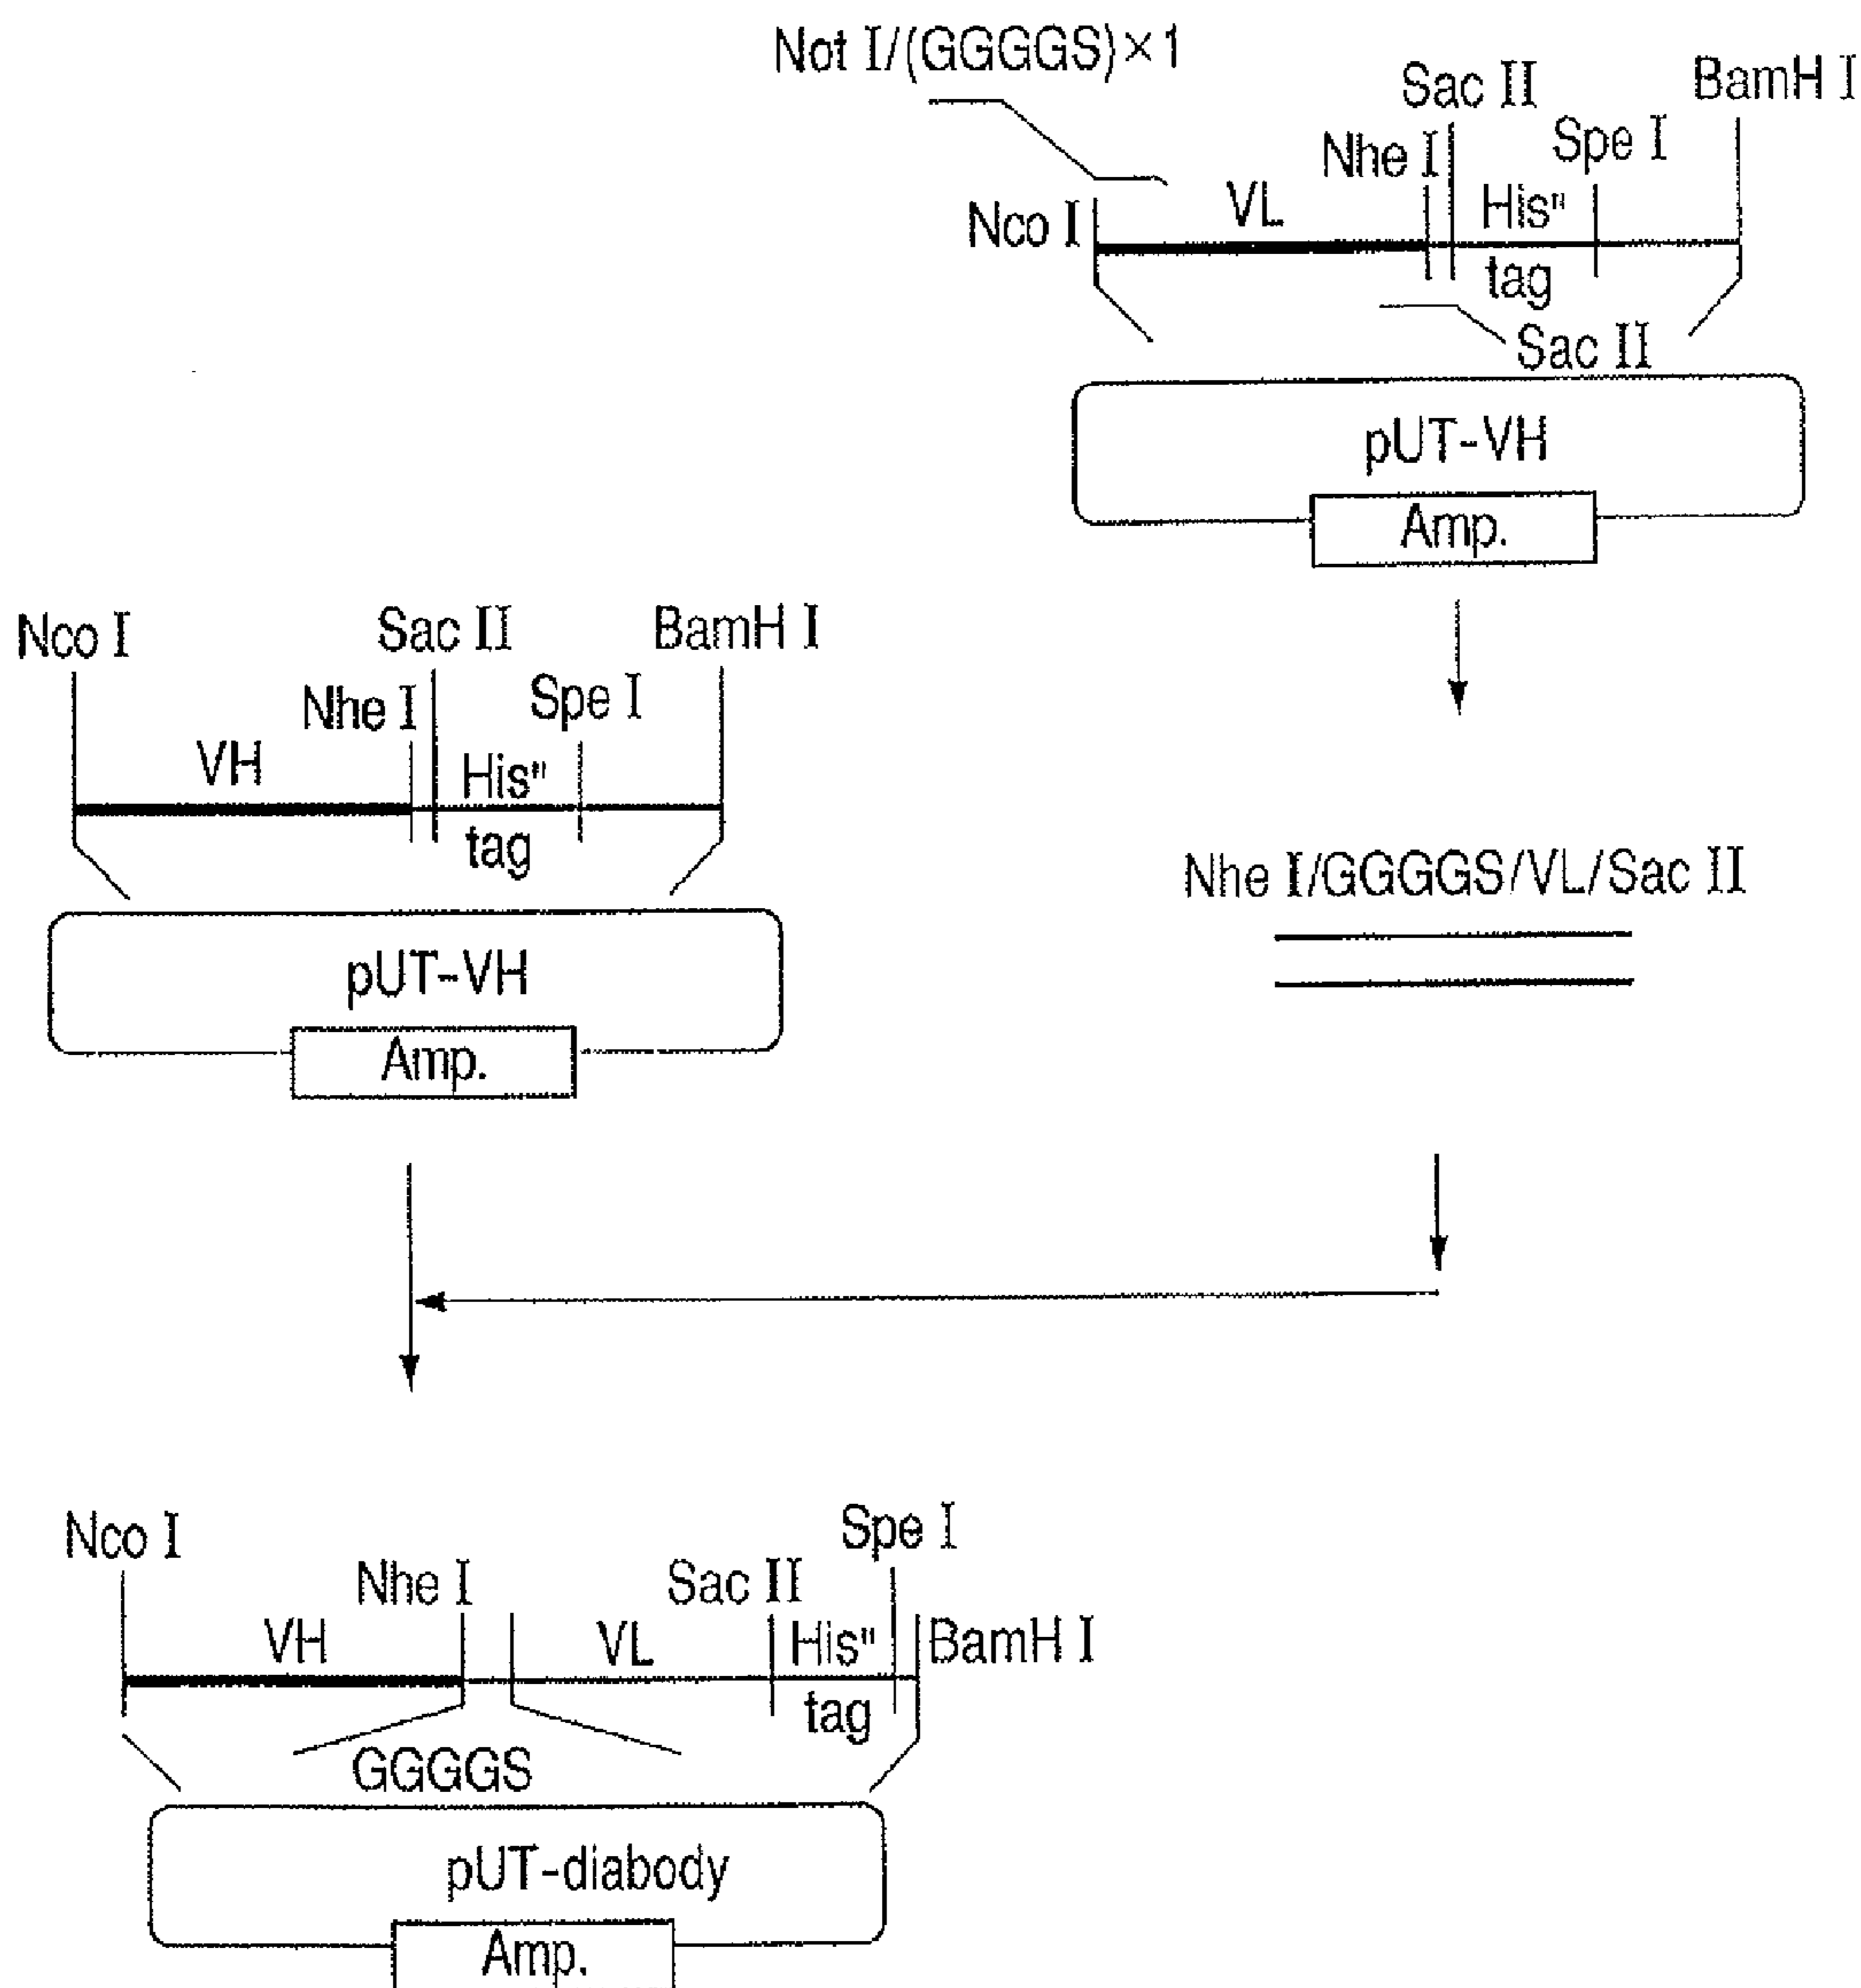 Not I/(GGGGS)×1
Sac II
BamH I
Nhe I
Spe I
Nco I
VL
His"
tag
Sac II
pUT-VH
Amp.
Nco I
Sac II
BamH I
Nhe I
Spe I
VH
His"
tag
pUT-VH
Amp.
Nhe I/GGGGS/VL/Sac II
Nco I
Nhe I
Sac II
Spe I
VH
VL
His"
BamH I
tag
GGGGS
pUT-diabody
Amp.